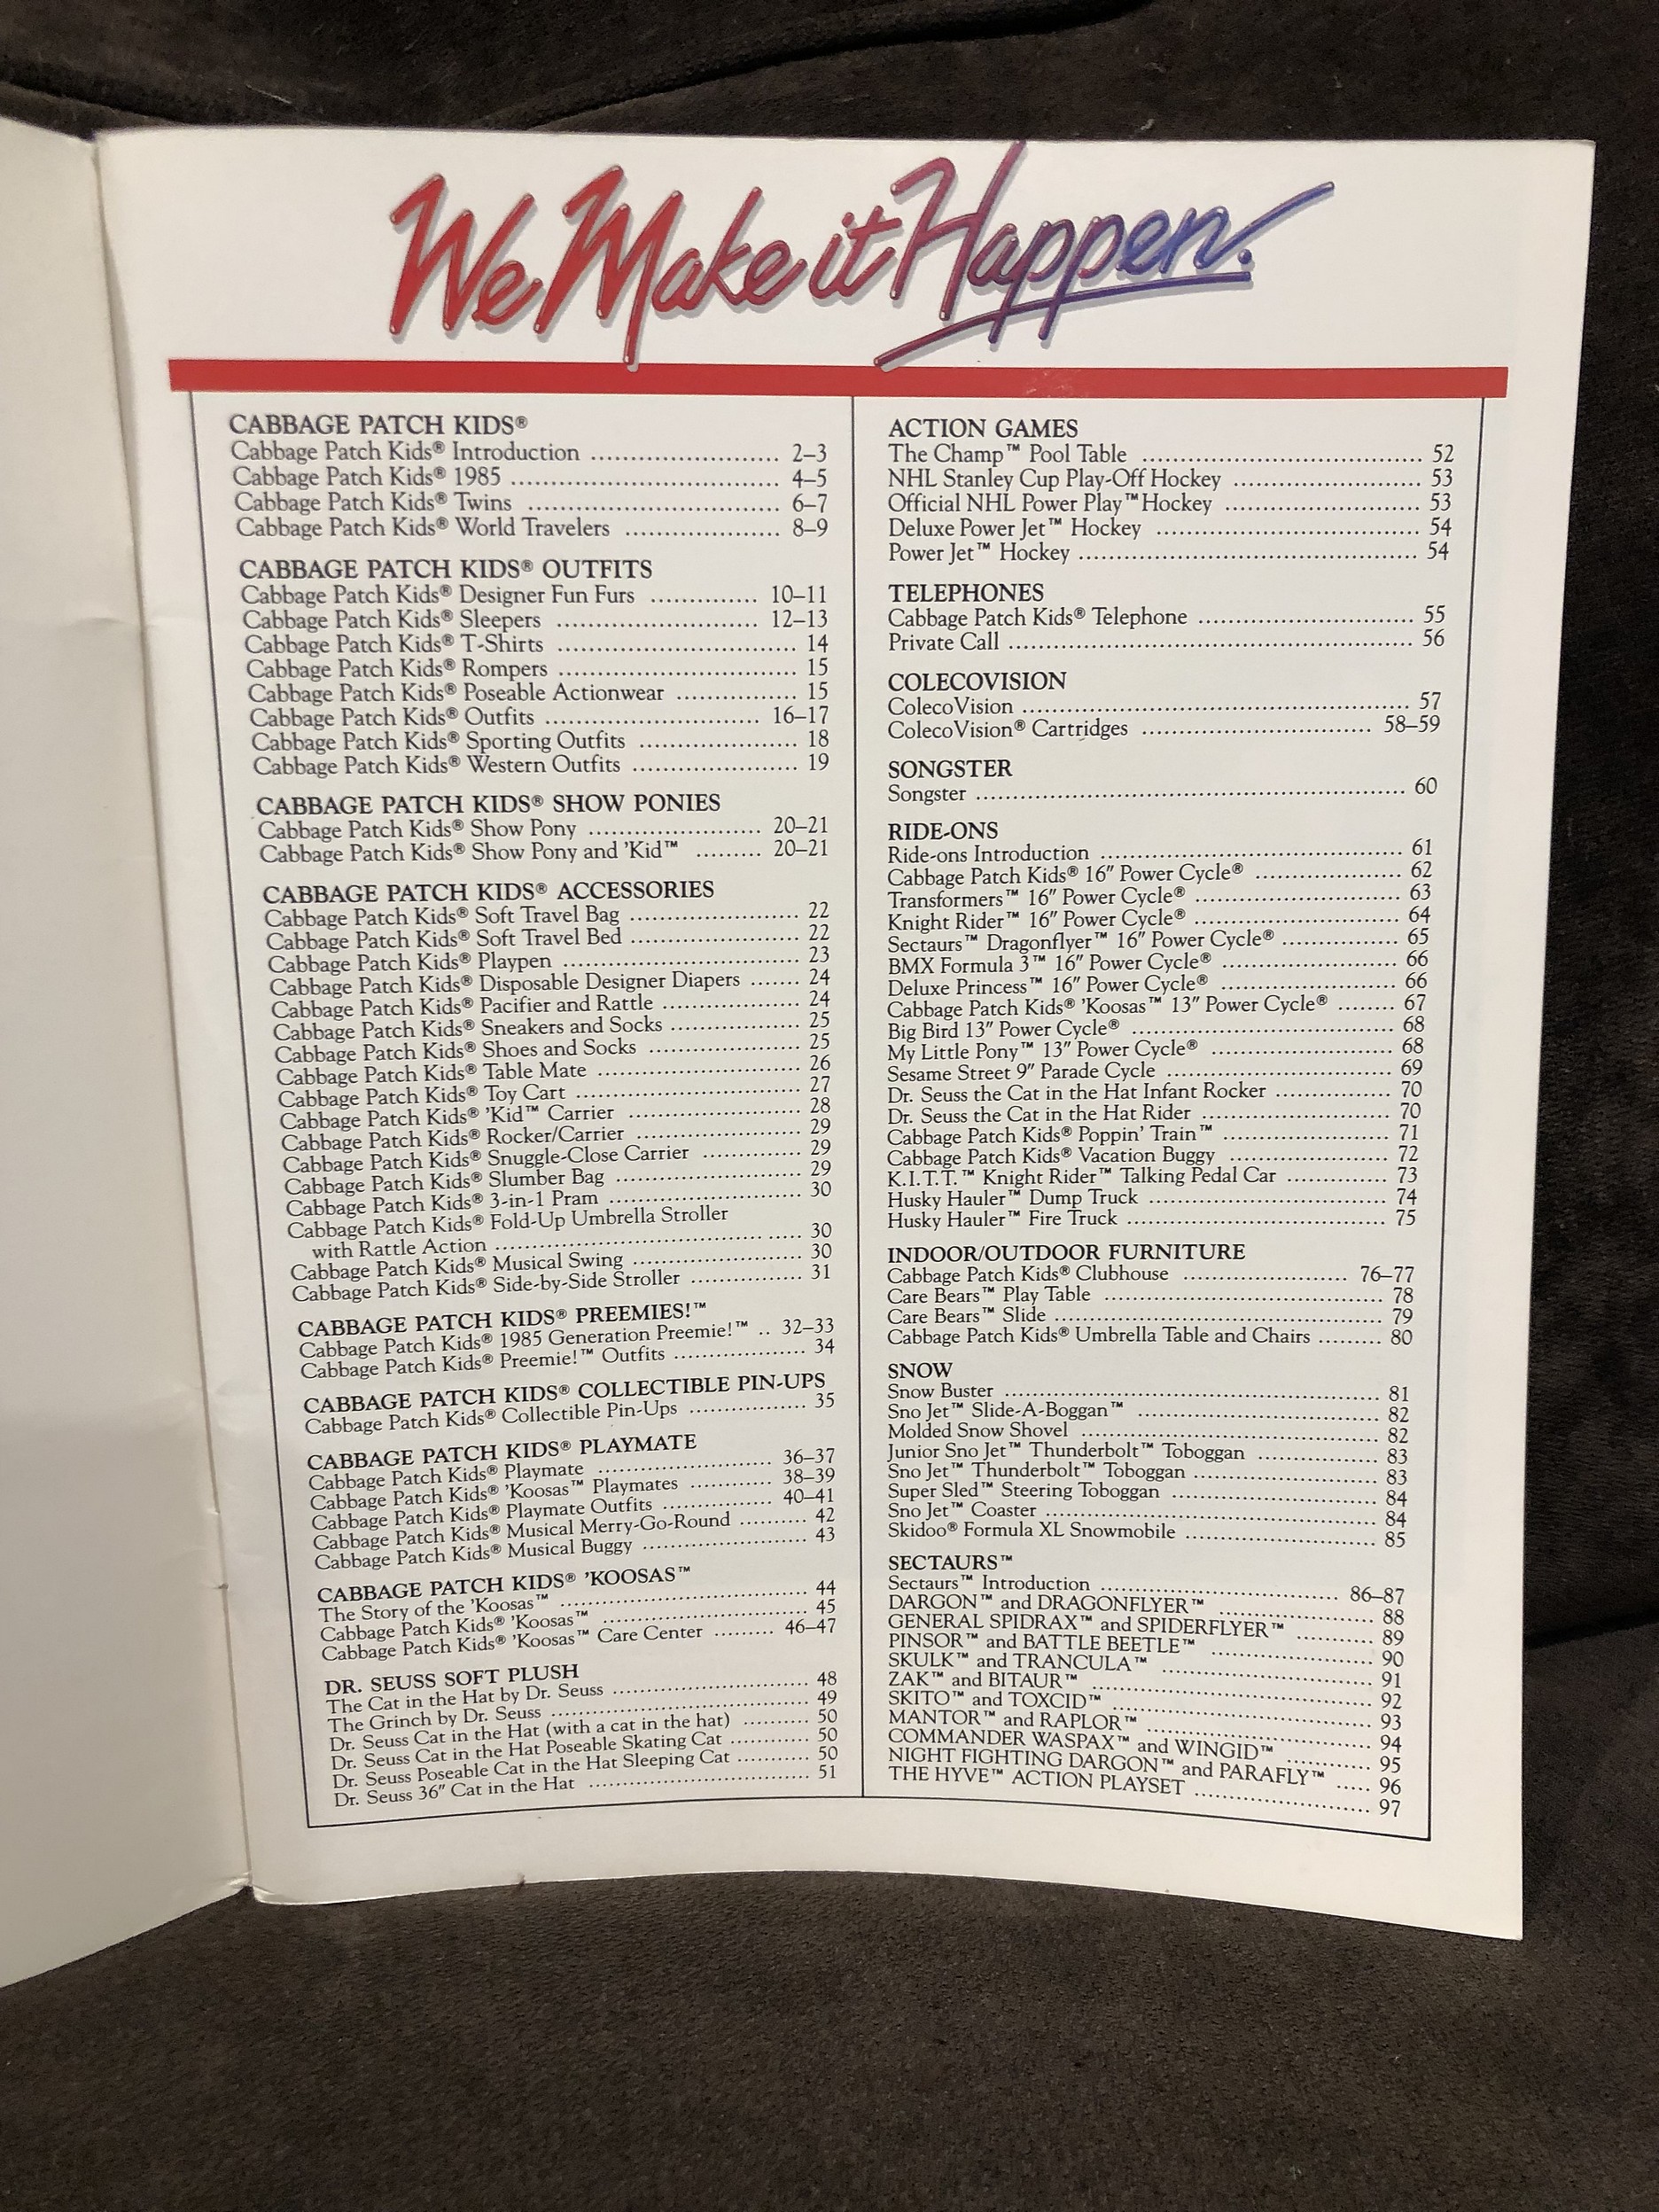 We Make it Happen.
CABBAGE PATCH KIDS®
Cabbage Patch Kids® Introduction ........................ 2–3
Cabbage Patch Kids® 1985 ........................ 4–5
Cabbage Patch Kids® Twins ........................ 6–7
Cabbage Patch Kids® World Travelers ........................ 8–9
CABBAGE PATCH KIDS® OUTFITS
Cabbage Patch Kids® Designer Fun Furs .............. 10–11
Cabbage Patch Kids® Sleepers ........................ 12–13
Cabbage Patch Kids® T-Shirts ........................ 14
Cabbage Patch Kids® Rompers ........................ 15
Cabbage Patch Kids® Poseable Actionwear ................ 15
Cabbage Patch Kids® Outfits ........................ 16–17
Cabbage Patch Kids® Sporting Outfits ...................... 18
Cabbage Patch Kids® Western Outfits ...................... 19
CABBAGE PATCH KIDS® SHOW PONIES
Cabbage Patch Kids® Show Pony ........................ 20–21
Cabbage Patch Kids® Show Pony and 'Kid™ ......... 20–21
CABBAGE PATCH KIDS® ACCESSORIES
Cabbage Patch Kids® Soft Travel Bag ........................ 22
Cabbage Patch Kids® Soft Travel Bed ........................ 22
Cabbage Patch Kids® Playpen ........................ 23
Cabbage Patch Kids® Disposable Designer Diapers ....... 24
Cabbage Patch Kids® Pacifier and Rattle .................... 24
Cabbage Patch Kids® Sneakers and Socks .................. 25
Cabbage Patch Kids® Shoes and Socks ...................... 25
Cabbage Patch Kids® Table Mate ........................ 26
Cabbage Patch Kids® Toy Cart ........................ 27
Cabbage Patch Kids® 'Kid™ Carrier ........................ 28
Cabbage Patch Kids® Rocker/Carrier ........................ 29
Cabbage Patch Kids® Snuggle-Close Carrier ................ 29
Cabbage Patch Kids® Slumber Bag ........................ 29
Cabbage Patch Kids® 3-in-1 Pram ........................ 30
Cabbage Patch Kids® Fold-Up Umbrella Stroller
with Rattle Action ........................ 30
Cabbage Patch Kids® Musical Swing ........................ 30
Cabbage Patch Kids® Side-by-Side Stroller ................ 31
CABBAGE PATCH KIDS® PREEMIES!™
Cabbage Patch Kids® 1985 Generation Preemie!™ .. 32–33
Cabbage Patch Kids® Preemie!™ Outfits .................. 34
CABBAGE PATCH KIDS® COLLECTIBLE PIN-UPS
Cabbage Patch Kids® Collectible Pin-Ups ................ 35
CABBAGE PATCH KIDS® PLAYMATE
Cabbage Patch Kids® Playmate ........................ 36–37
Cabbage Patch Kids® 'Koosas™ Playmates ............ 38–39
Cabbage Patch Kids® Playmate Outfits ................ 40–41
Cabbage Patch Kids® Musical Merry-Go-Round .......... 42
Cabbage Patch Kids® Musical Buggy ........................ 43
CABBAGE PATCH KIDS® 'KOOSAS™
The Story of the 'Koosas™ ........................ 44
Cabbage Patch Kids® 'Koosas™ ........................ 45
Cabbage Patch Kids® 'Koosas™ Care Center ......... 46–47
DR. SEUSS SOFT PLUSH
The Cat in the Hat by Dr. Seuss ........................ 48
The Grinch by Dr. Seuss ........................ 49
Dr. Seuss Cat in the Hat (with a cat in the hat) .......... 50
Dr. Seuss Cat in the Hat Poseable Skating Cat ............ 50
Dr. Seuss Poseable Cat in the Hat Sleeping Cat ........... 50
Dr. Seuss 36″ Cat in the Hat ........................ 51
ACTION GAMES
The Champ™ Pool Table ........................ 52
NHL Stanley Cup Play-Off Hockey ........................ 53
Official NHL Power Play™ Hockey ........................ 53
Deluxe Power Jet™ Hockey ........................ 54
Power Jet™ Hockey ........................ 54
TELEPHONES
Cabbage Patch Kids® Telephone ........................ 55
Private Call ........................ 56
COLECOVISION
ColecoVision ........................ 57
ColecoVision® Cartridges ........................ 58–59
SONGSTER
Songster ........................ 60
RIDE-ONS
Ride-ons Introduction ........................ 61
Cabbage Patch Kids® 16″ Power Cycle® .................... 62
Transformers™ 16″ Power Cycle® ........................ 63
Knight Rider™ 16″ Power Cycle® ........................ 64
Sectaurs™ Dragonflyer™ 16″ Power Cycle® ................ 65
BMX Formula 3™ 16″ Power Cycle® ........................ 66
Deluxe Princess™ 16″ Power Cycle® ........................ 66
Cabbage Patch Kids® 'Koosas™ 13″ Power Cycle® ........ 67
Big Bird 13″ Power Cycle® ........................ 68
My Little Pony™ 13″ Power Cycle® ........................ 68
Sesame Street 9″ Parade Cycle ........................ 69
Dr. Seuss the Cat in the Hat Infant Rocker ................ 70
Dr. Seuss the Cat in the Hat Rider ........................ 70
Cabbage Patch Kids® Poppin' Train™ ........................ 71
Cabbage Patch Kids® Vacation Buggy ........................ 72
K.I.T.T.™ Knight Rider™ Talking Pedal Car ................ 73
Husky Hauler™ Dump Truck ........................ 74
Husky Hauler™ Fire Truck ........................ 75
INDOOR/OUTDOOR FURNITURE
Cabbage Patch Kids® Clubhouse ........................ 76–77
Care Bears™ Play Table ........................ 78
Care Bears™ Slide ........................ 79
Cabbage Patch Kids® Umbrella Table and Chairs .......... 80
SNOW
Snow Buster ........................ 81
Sno Jet™ Slide-A-Boggan™ ........................ 82
Molded Snow Shovel ........................ 82
Junior Sno Jet™ Thunderbolt™ Toboggan .................. 83
Sno Jet™ Thunderbolt™ Toboggan ........................ 83
Super Sled™ Steering Toboggan ........................ 84
Sno Jet™ Coaster ........................ 84
Skidoo® Formula XL Snowmobile ........................ 85
SECTAURS™
Sectaurs™ Introduction ........................ 86–87
DARGON™ and DRAGONFLYER™ ........................ 88
GENERAL SPIDRAX™ and SPIDERFLYER™ ........... 89
PINSOR™ and BATTLE BEETLE™ ........................ 90
SKULK™ and TRANCULA™ ........................ 91
ZAK™ and BITAUR™ ........................ 92
SKITO™ and TOXCID™ ........................ 93
MANTOR™ and RAPLOR™ ........................ 94
COMMANDER WASPAX™ and WINGID™ ............ 95
NIGHT FIGHTING DARGON™ and PARAFLY™ ..... 96
THE HYVE™ ACTION PLAYSET ........................ 97